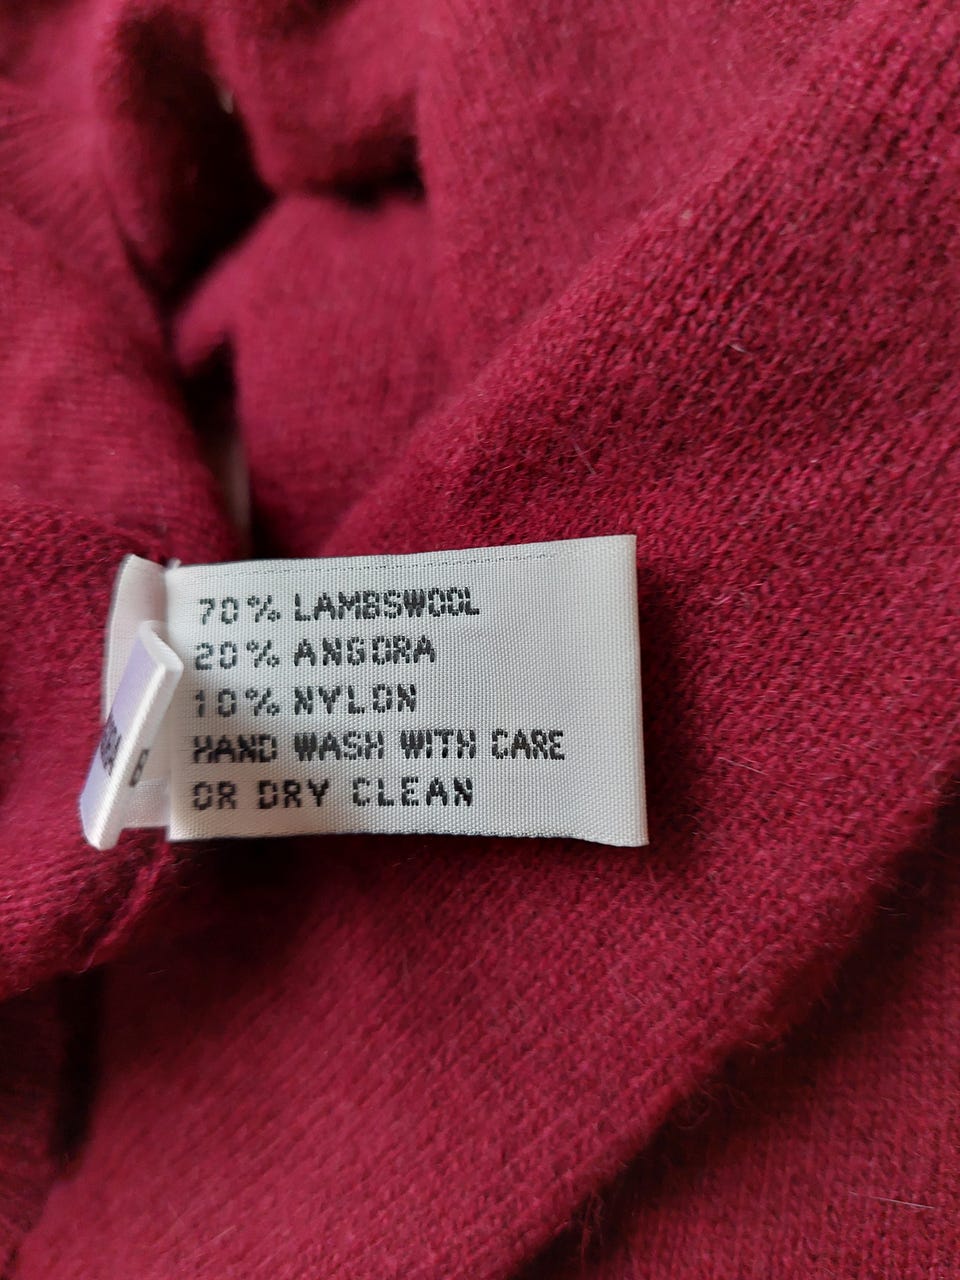 70% LAMBSWOOL
20% ANGORA
10% NYLON
HAND WASH WITH CARE
OR DRY CLEAN